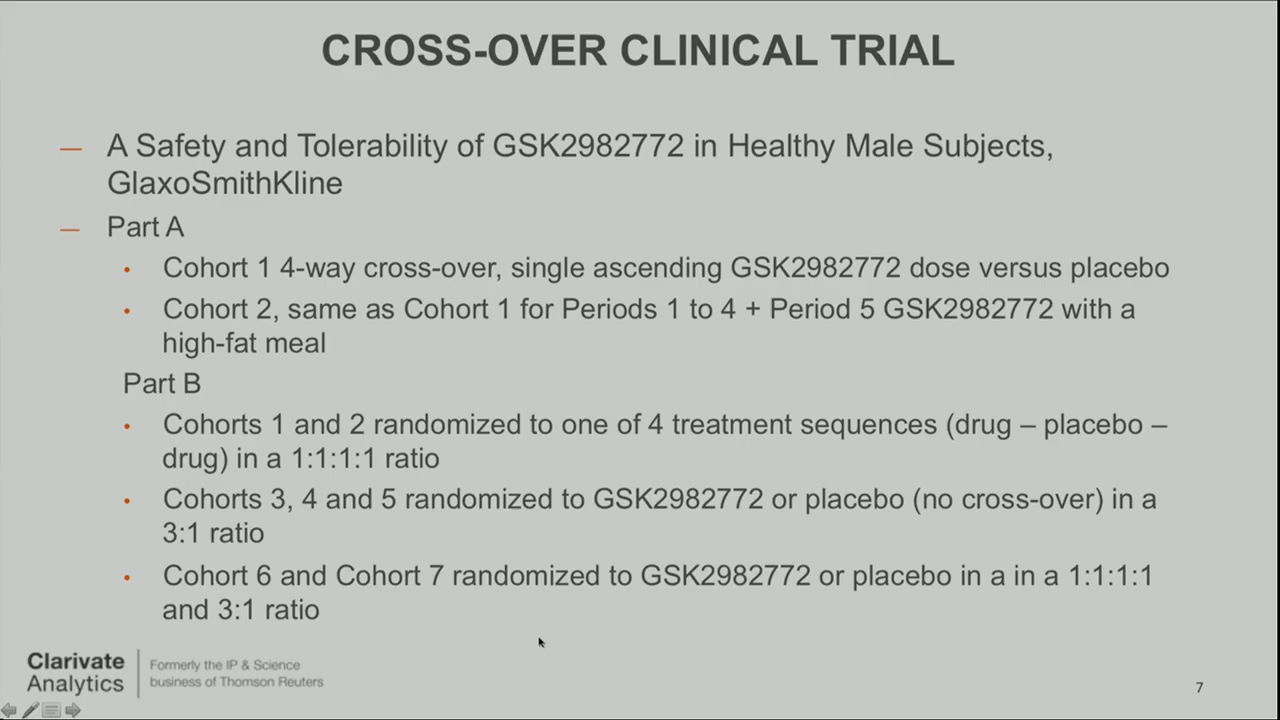 CROSS-OVER CLINICAL TRIAL
— A Safety and Tolerability of GSK2982772 in Healthy Male Subjects,
GlaxoSmithKline
— Part A
• Cohort 1 4-way cross-over, single ascending GSK2982772 dose versus placebo
• Cohort 2, same as Cohort 1 for Periods 1 to 4 + Period 5 GSK2982772 with a
high-fat meal
Part B
• Cohorts 1 and 2 randomized to one of 4 treatment sequences (drug – placebo –
drug) in a 1:1:1:1 ratio
• Cohorts 3, 4 and 5 randomized to GSK2982772 or placebo (no cross-over) in a
3:1 ratio
• Cohort 6 and Cohort 7 randomized to GSK2982772 or placebo in a in a 1:1:1:1
and 3:1 ratio
Clarivate
Analytics
Formerly the IP & Science
business of Thomson Reuters
7